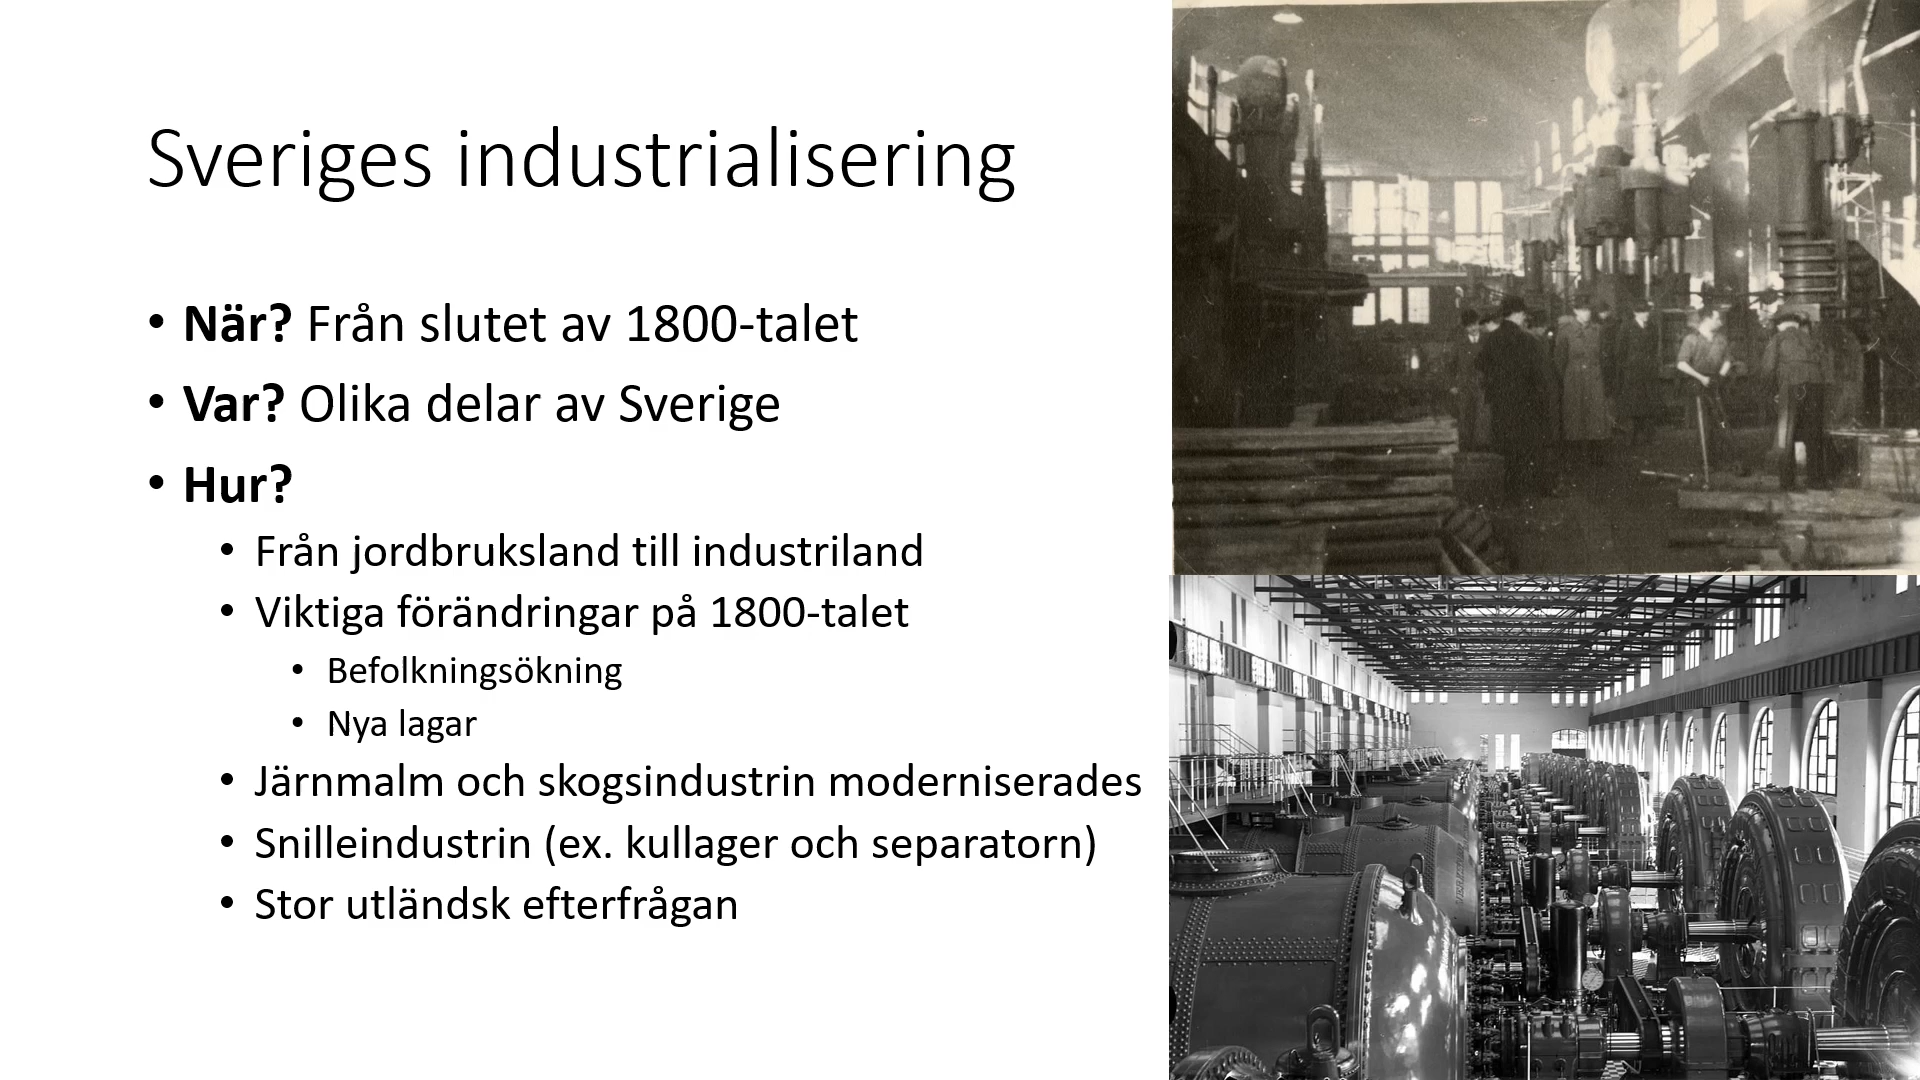 Sveriges industrialisering
• När? Från slutet av 1800-talet
• Var? Olika delar av Sverige
• Hur?
• Från jordbruksland till industriland
• Viktiga förändringar på 1800-talet
• Befolkningsökning
• Nya lagar
• Järnmalm och skogsindustrin moderniserades
• Snilleindustrin (ex. kullager och separatorn)
• Stor utländsk efterfrågan